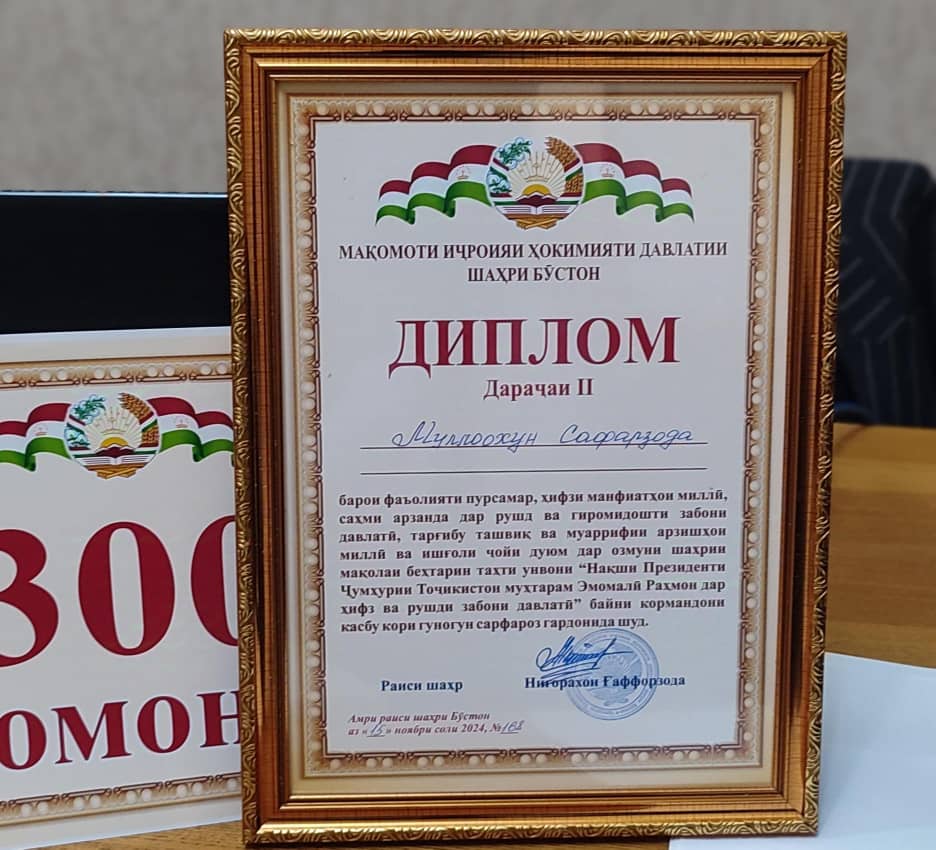 МАҚОМОТИ ИҶРОИЯИ ҲОКИМИЯТИ ДАВЛАТИИ
ШАҲРИ БӮСТОН
ДИПЛОМ
Дараҷаи II
Муллоохун Сафарзода
барои фаъолияти пурсамар, ҳифзи манфиатҳои миллӣ,
саҳми арзанда дар рушд ва гиромидошти забони
давлатӣ, тарғибу ташвиқ ва муаррифии арзишҳои
миллӣ ва ишғоли ҷойи дуюм дар озмуни шаҳрии
мақолаи беҳтарин таҳти унвони “Нақши Президенти
Ҷумҳурии Тоҷикистон муҳтарам Эмомалӣ Раҳмон дар
ҳифз ва рушди забони давлатӣ” байни кормандони
касбу кори гуногун сарфароз гардонида шуд.
Раиси шаҳр Нигорахон Ғаффорзода
Амри раиси шаҳри Бӯстон
аз «15» ноябри соли 2024, №168
300
омон